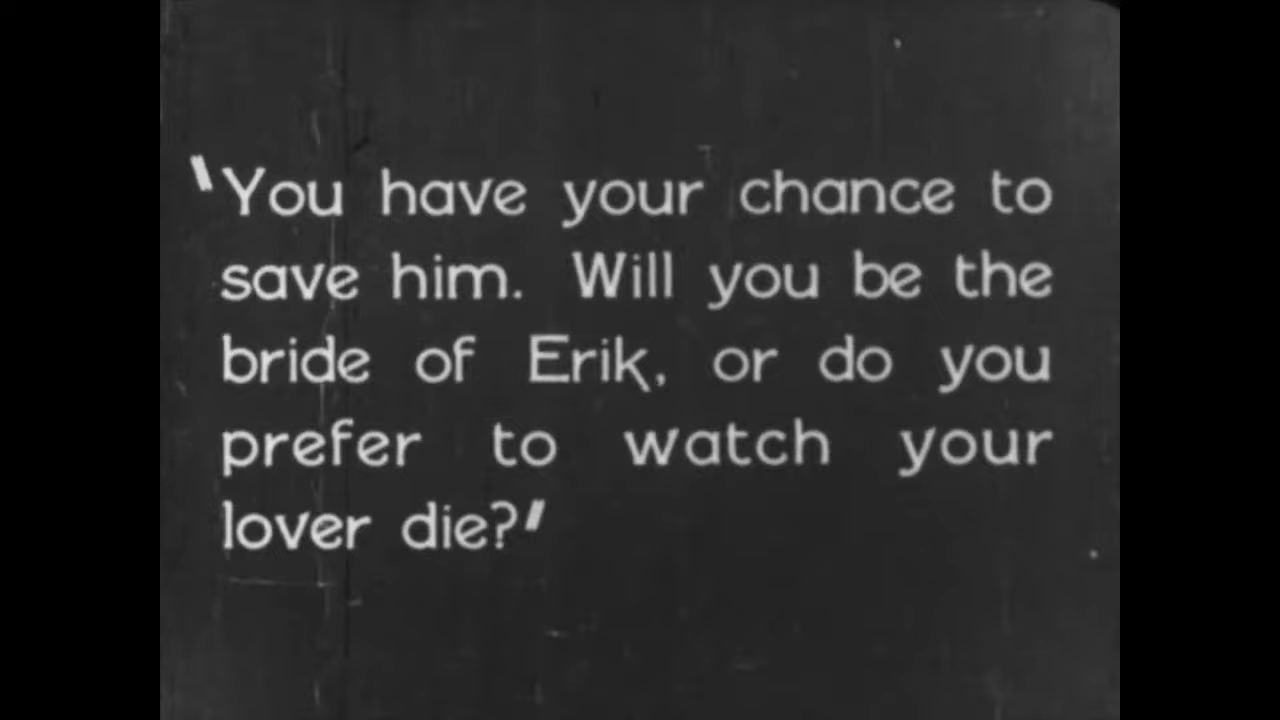 "You have your chance to
save him. Will you be the
bride of Erik, or do you
prefer to watch your
lover die?"